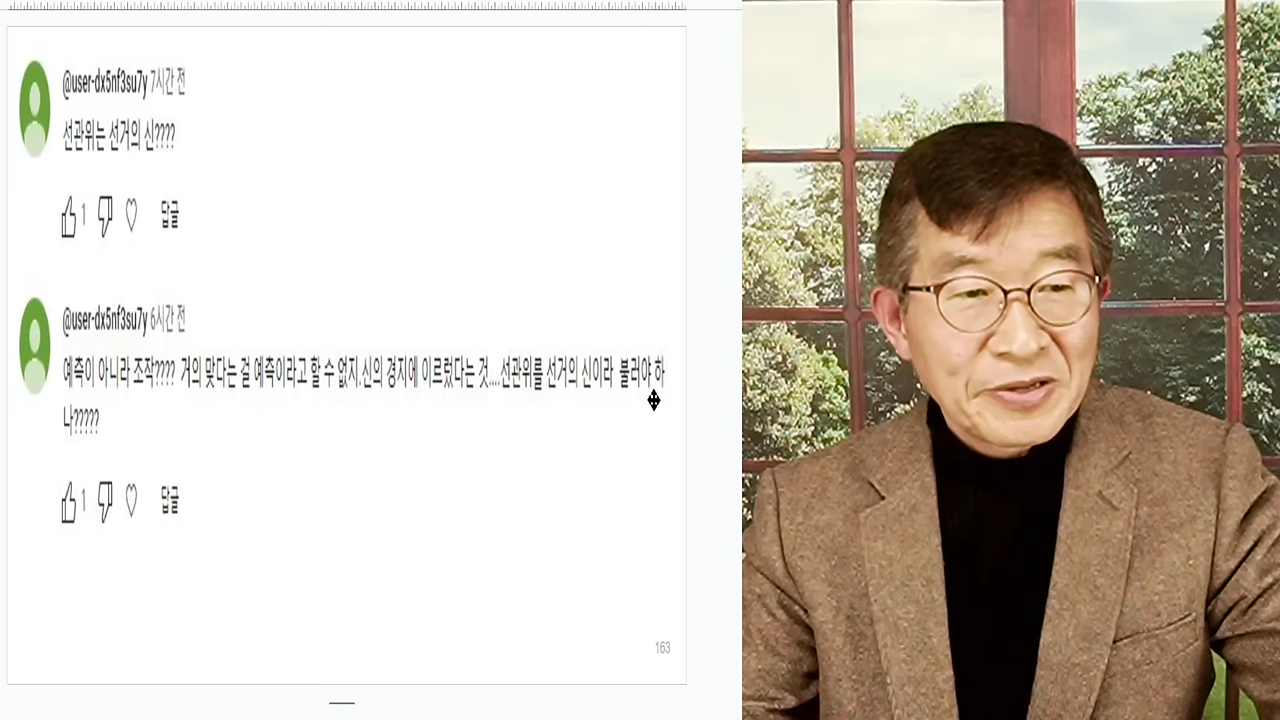 @user-dx5nf3su7y 7시간 전
선관위는 선거의 신????
1
답글
@user-dx5nf3su7y 6시간 전
예측이 아니라 조작???? 거의 맞다는 걸 예측이라고 할 수 없지.신의 경지에 이르렀다는 것....선관위를 선거의 신이라 불러야 하
나?????
1
답글
163